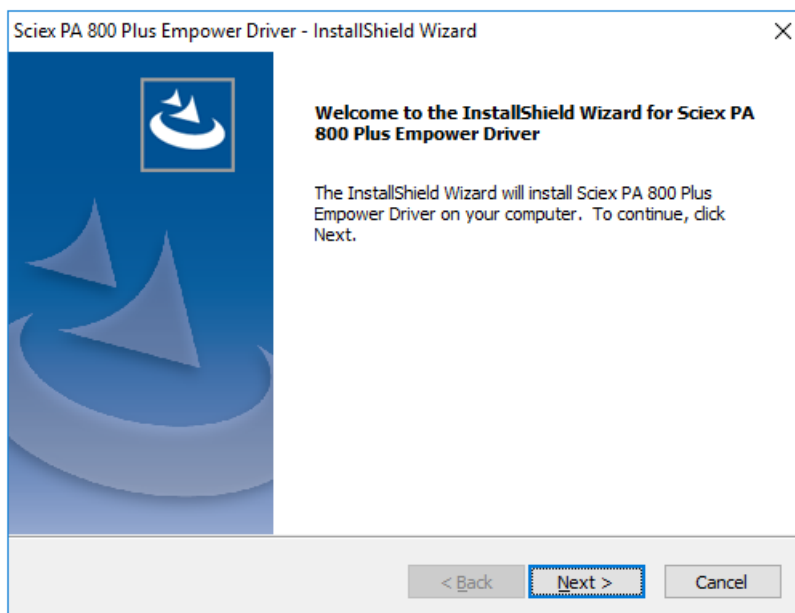 Sciex PA 800 Plus Empower Driver - InstallShield Wizard
Welcome to the InstallShield Wizard for Sciex PA
800 Plus Empower Driver
The InstallShield Wizard will install Sciex PA 800 Plus
Empower Driver on your computer.  To continue, click
Next.
< Back
Next >
Cancel